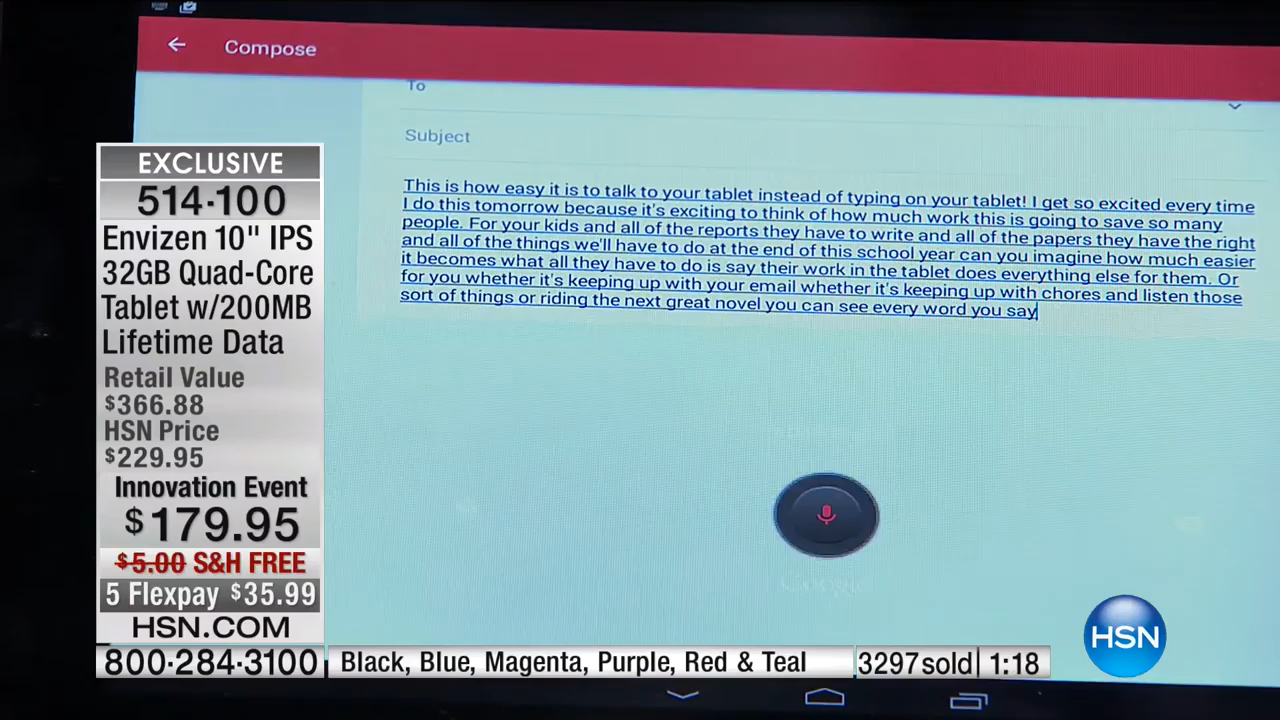 Compose
To
Subject
This is how easy it is to talk to your tablet instead of typing on your tablet! I get so excited every time
I do this tomorrow because it's exciting to think of how much work this is going to save so many
people. For your kids and all of the reports they have to write and all of the papers they have the right
and all of the things we'll have to do at the end of this school year can you imagine how much easier
it becomes what all they have to do is say their work in the tablet does everything else for them. Or
for you whether it's keeping up with your email whether it's keeping up with chores and listen those
sort of things or riding the next great novel you can see every word you say
EXCLUSIVE
514-100
Envizen 10" IPS
32GB Quad-Core
Tablet w/200MB
Lifetime Data
Retail Value
$366.88
HSN Price
$229.95
Innovation Event
$179.95
$5.00 S&H FREE
5 Flexpay $35.99
HSN.COM
800-284-3100
Black, Blue, Magenta, Purple, Red & Teal
3297 sold
1:18
Google
HSN